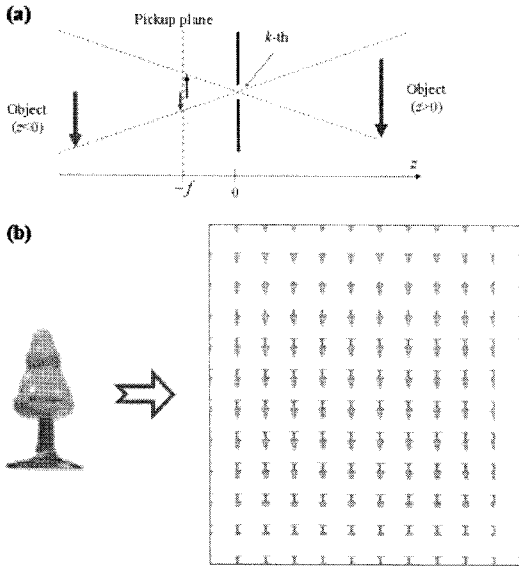 (a)
Pickup plane
k-th
Object
(z<0)
Object
(z>0)
z
−f
0
(b)